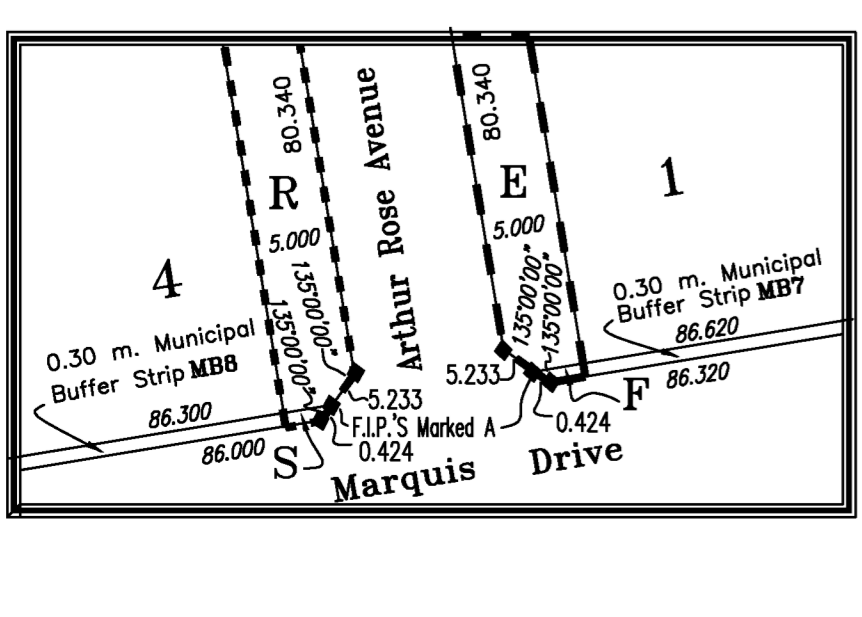 80.340
R
5.000
135°00'00"
135°00'00"
4
0.30 m. Municipal
Buffer Strip MB8
86.300
86.000
S
Arthur Rose Avenue
5.233
F.I.P.'S Marked A
0.424
Marquis Drive
80.340
E
5.000
135°00'00"
135°00'00"
1
0.30 m. Municipal
Buffer Strip MB7
86.620
86.320
5.233
F
0.424